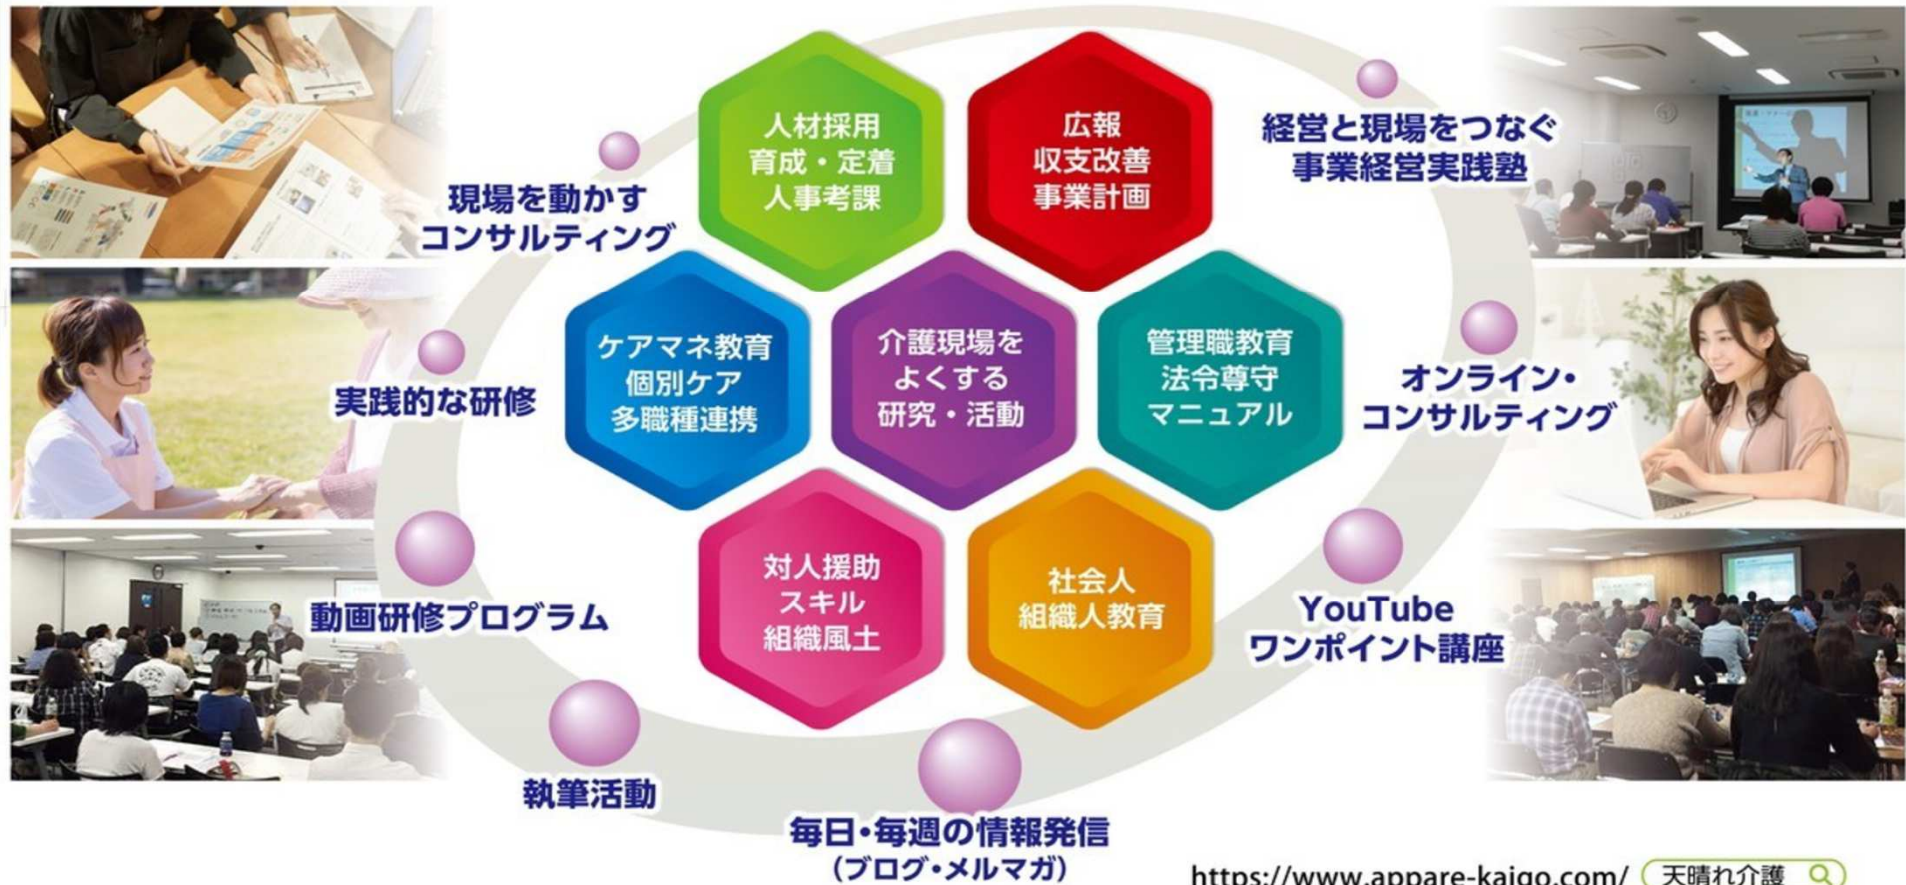 人材採用
育成・定着
人事考課
広報
収支改善
事業計画
経営と現場をつなぐ
事業経営実践塾
現場を動かす
コンサルティング
ケアマネ教育
個別ケア
多職種連携
介護現場を
よくする
研究・活動
管理職教育
法令尊守
マニュアル
実践的な研修
オンライン・
コンサルティング
対人援助
スキル
組織風土
社会人
組織人教育
動画研修プログラム
YouTube
ワンポイント講座
執筆活動
毎日・毎週の情報発信
(ブログ・メルマガ)
https://www.appare-kaigo.com/ 天晴れ介護